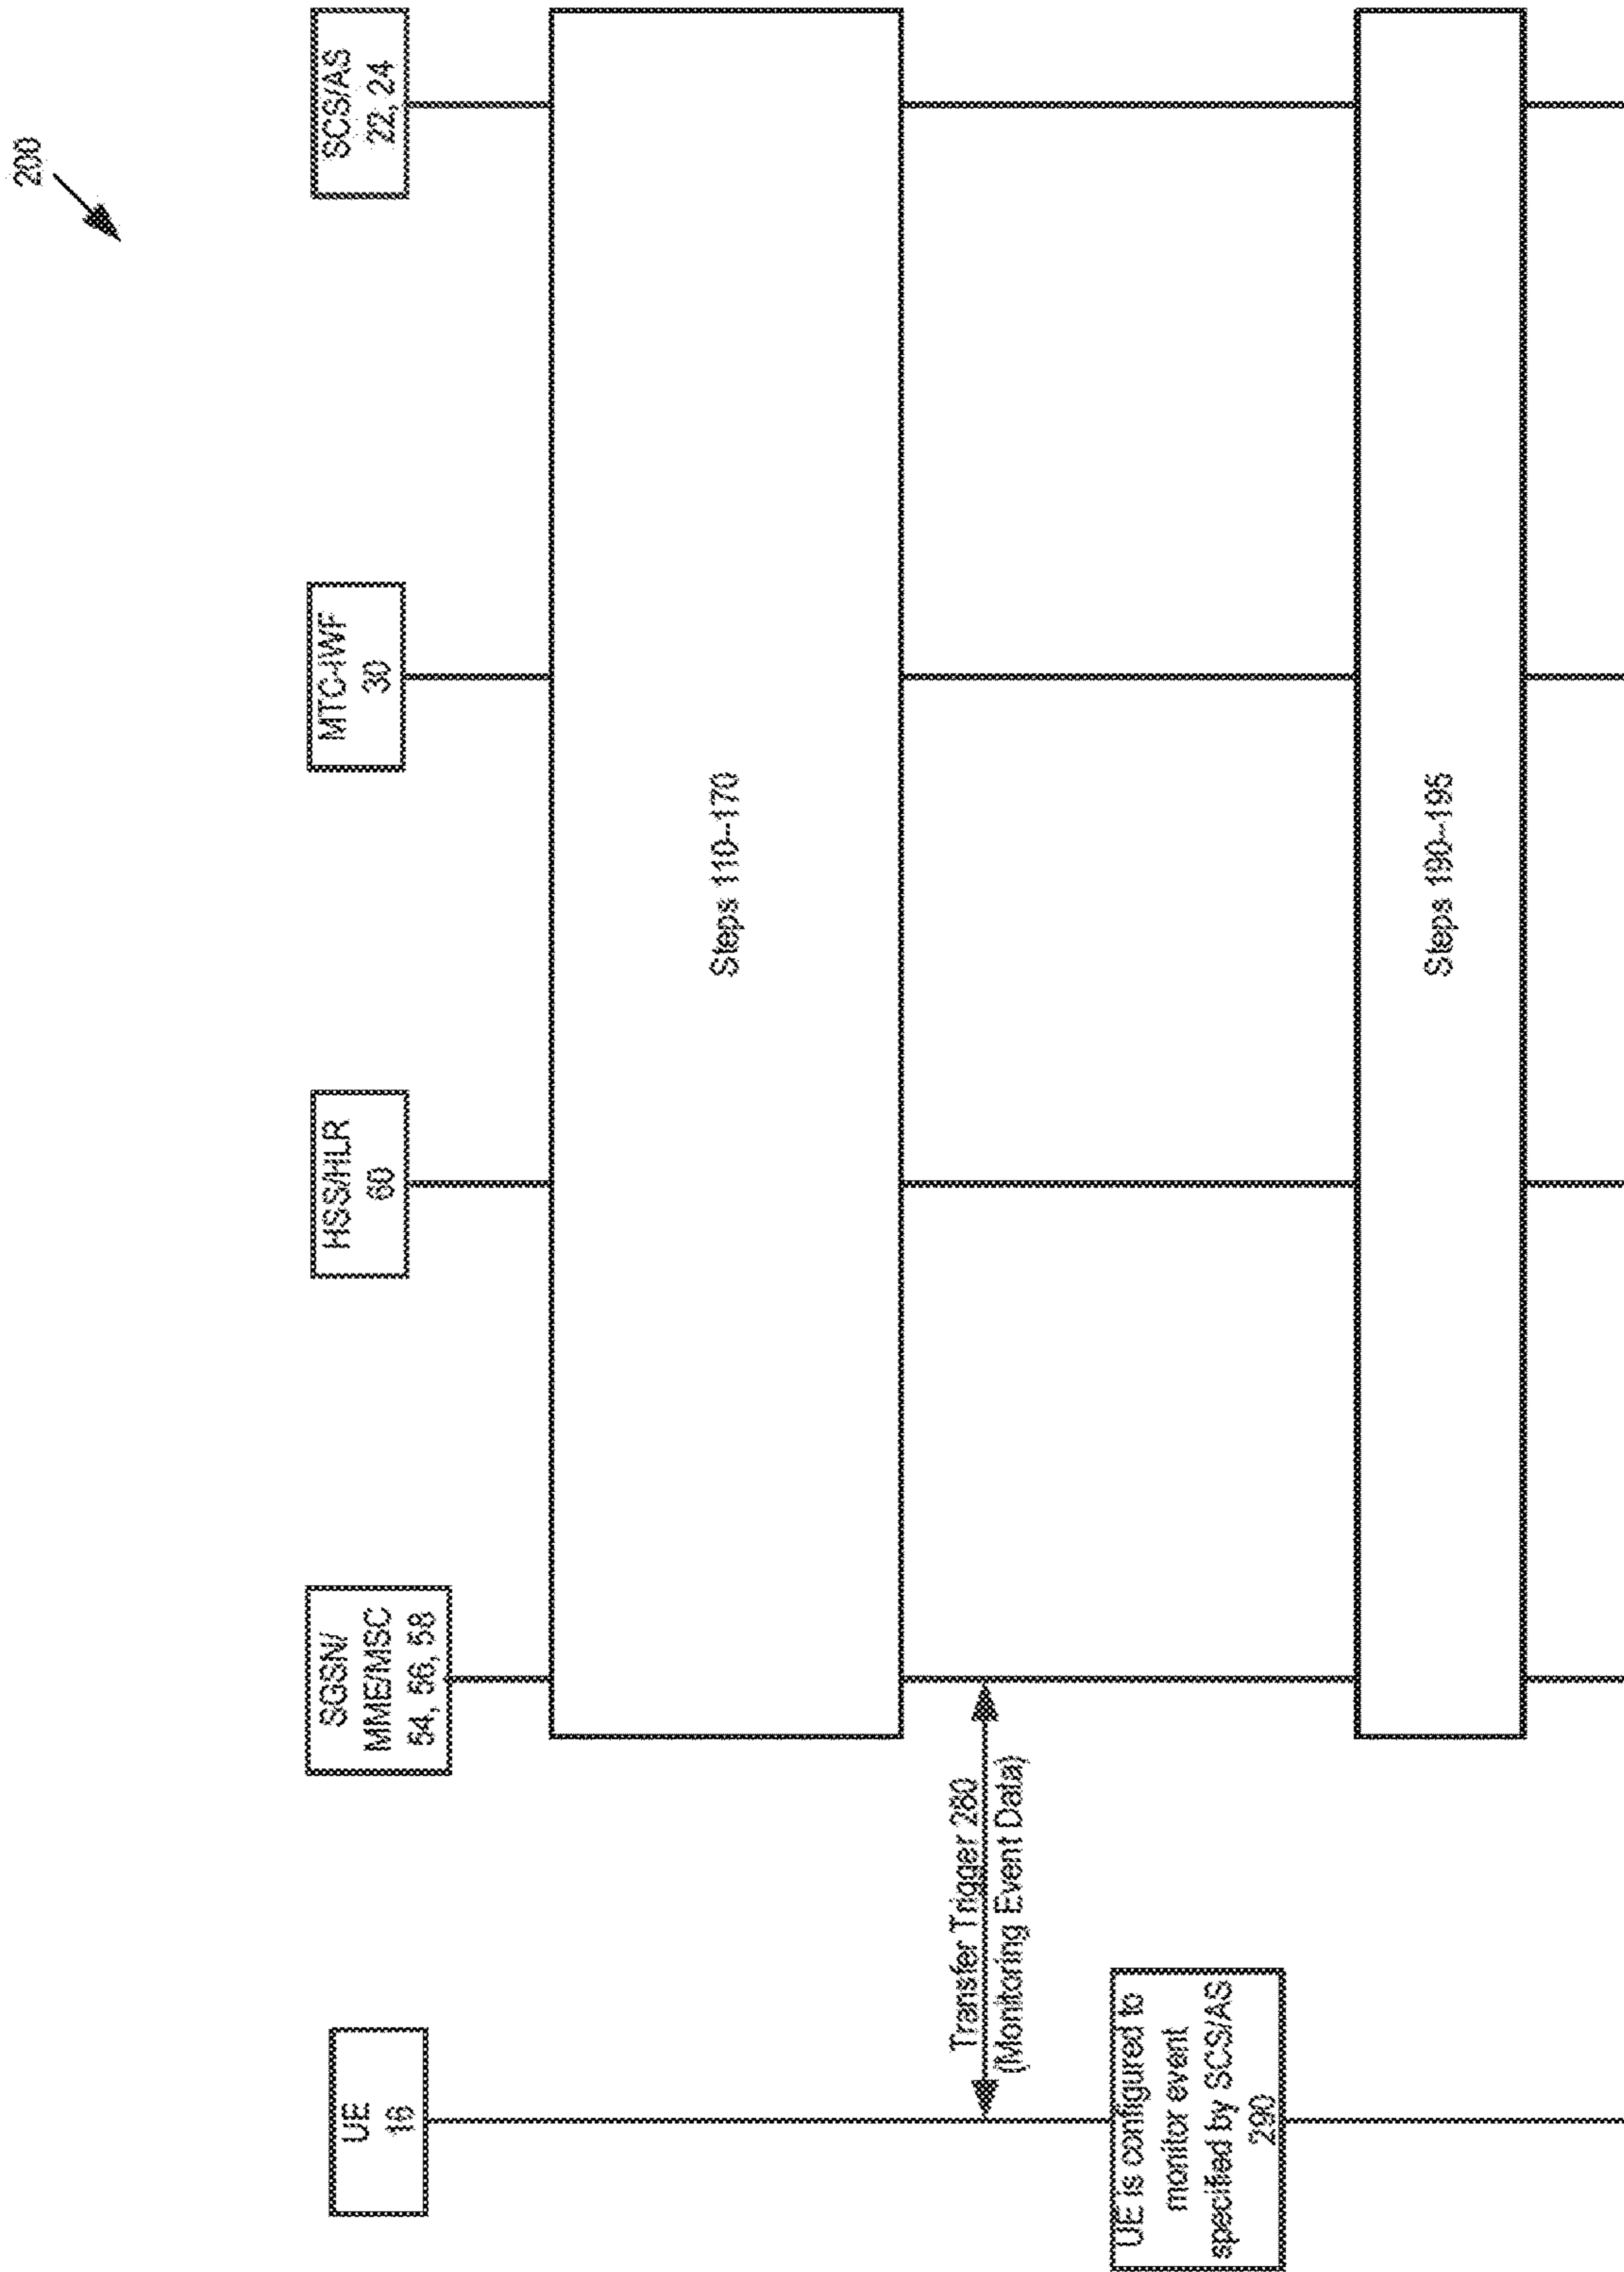 200
UE
18
SGSN/
MME/MSC
54, 56, 58
HSS/HLR
60
MTC-IWF
30
SCS/AS
22, 24
Steps 110–170
Transfer Trigger 280
(Monitoring Event Data)
UE is configured to
monitor event
specified by SCS/AS
290
Steps 190–195